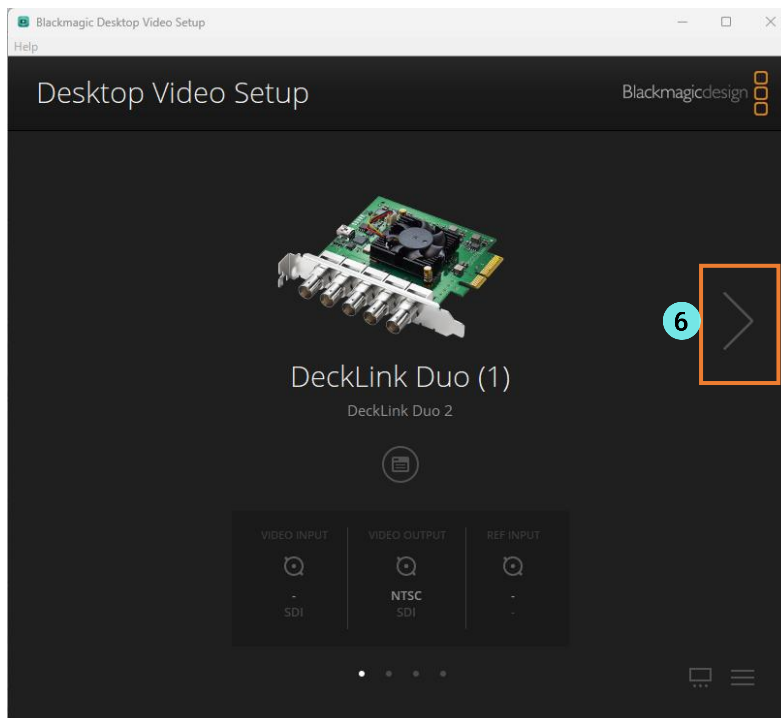 Blackmagic Desktop Video Setup
Help
Desktop Video Setup
Blackmagicdesign
6
DeckLink Duo (1)
DeckLink Duo 2
VIDEO INPUT VIDEO OUTPUT REF INPUT
- NTSC -
SDI SDI -